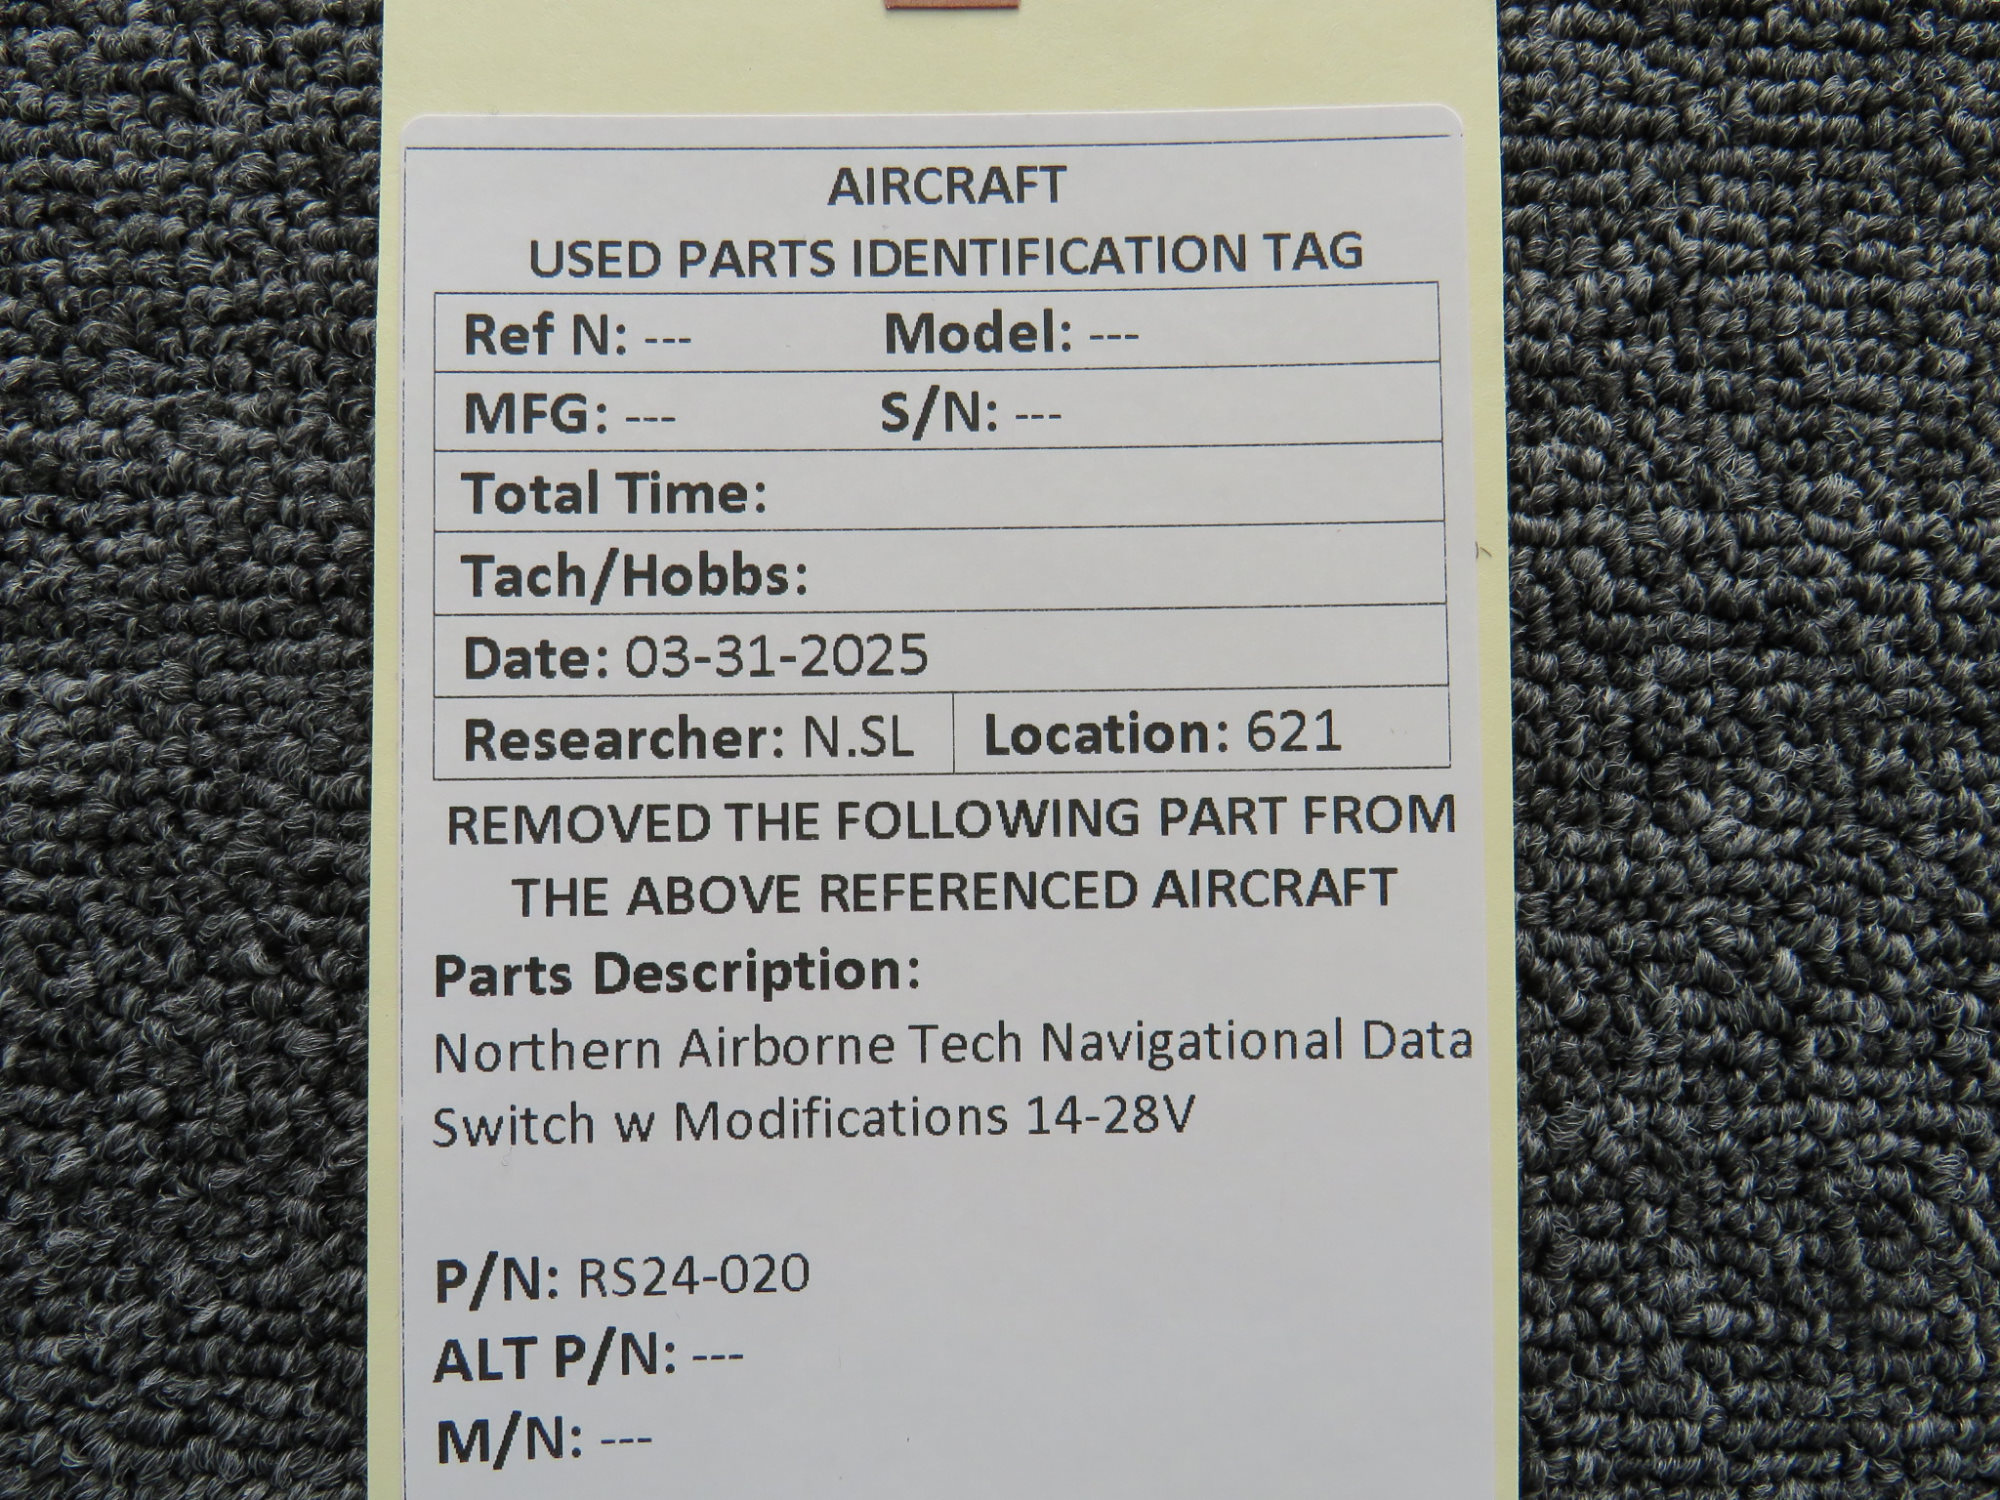 AIRCRAFT
USED PARTS IDENTIFICATION TAG
Ref N: --- Model: ---
MFG: --- S/N: ---
Total Time:
Tach/Hobbs:
Date: 03-31-2025
Researcher: N.SL Location: 621
REMOVED THE FOLLOWING PART FROM
THE ABOVE REFERENCED AIRCRAFT
Parts Description:
Northern Airborne Tech Navigational Data
Switch w Modifications 14-28V
P/N: RS24-020
ALT P/N: ---
M/N: ---